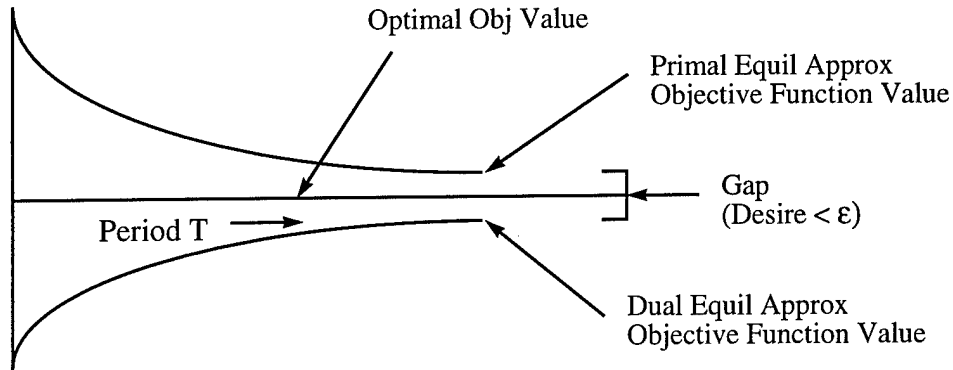 Optimal Obj Value
Primal Equil Approx
Objective Function Value
Gap
(Desire < ε)
Period T
Dual Equil Approx
Objective Function Value